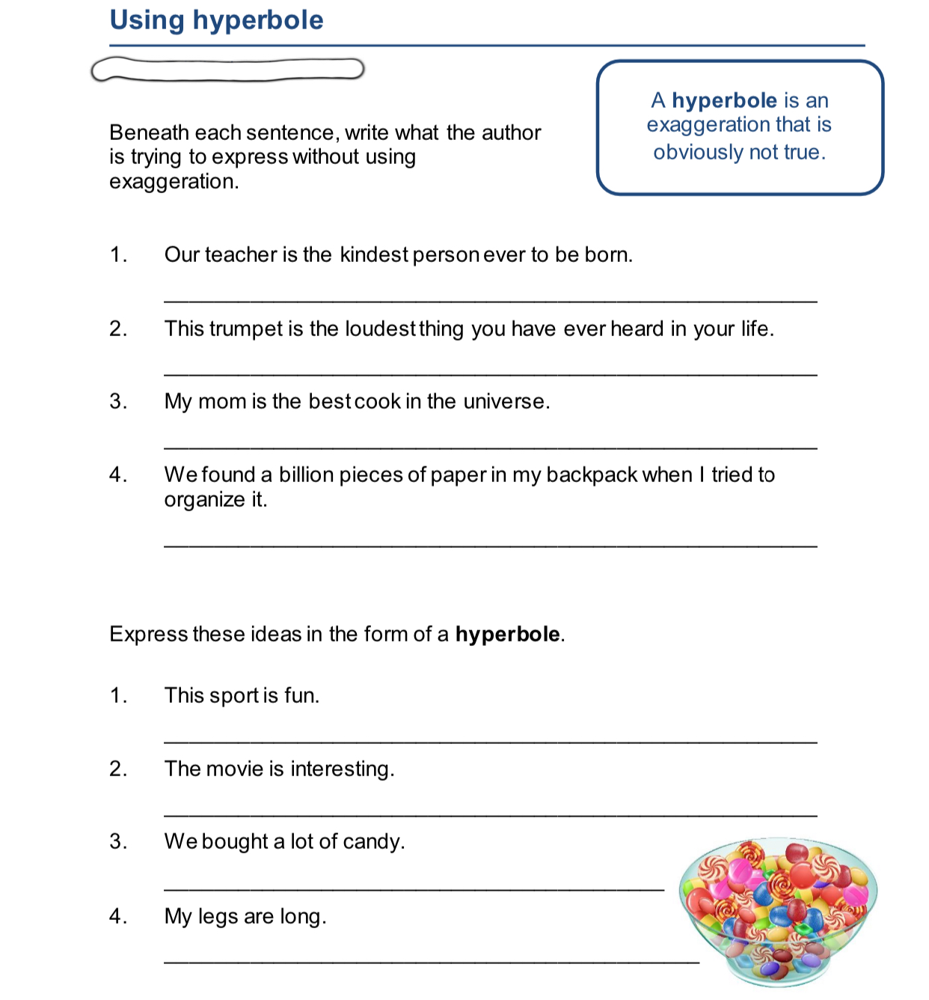 Using hyperbole
A hyperbole is an
exaggeration that is
obviously not true.
Beneath each sentence, write what the author
is trying to express without using
exaggeration.
1. Our teacher is the kindest person ever to be born.
2. This trumpet is the loudest thing you have ever heard in your life.
3. My mom is the best cook in the universe.
4. We found a billion pieces of paper in my backpack when I tried to
organize it.
Express these ideas in the form of a hyperbole.
1. This sport is fun.
2. The movie is interesting.
3. We bought a lot of candy.
4. My legs are long.